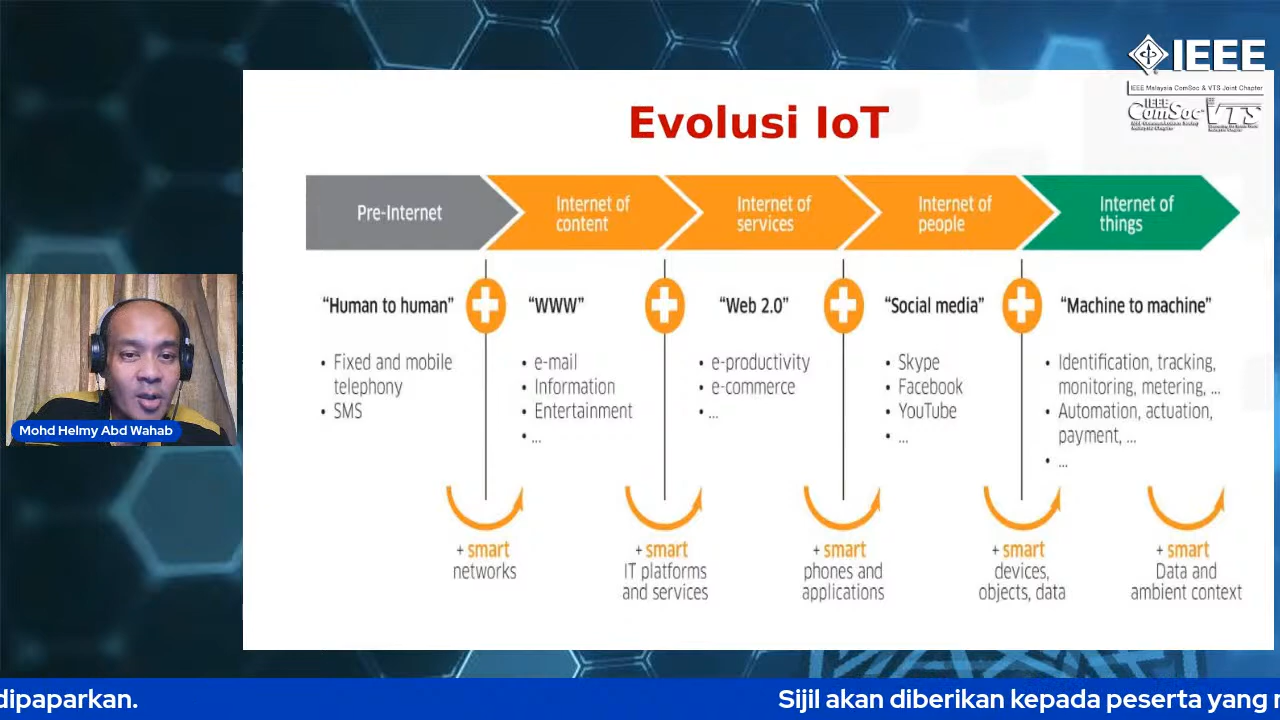 IEEE
IEEE Malaysia ComSoc & VTS Joint Chapter
IEEE
ComSoc
VTS
Evolusi IoT
Pre-Internet
Internet of
content
Internet of
services
Internet of
people
Internet of
things
“Human to human”
• Fixed and mobile
telephony
• SMS
“WWW”
• e-mail
• Information
• Entertainment
• ...
“Web 2.0”
• e-productivity
• e-commerce
• ...
“Social media”
• Skype
• Facebook
• YouTube
• ...
“Machine to machine”
• Identification, tracking,
monitoring, metering, ...
• Automation, actuation,
payment, ...
• ...
+ smart
networks
+ smart
IT platforms
and services
+ smart
phones and
applications
+ smart
devices,
objects, data
+ smart
Data and
ambient context
Mohd Helmy Abd Wahab
dipaparkan.
Sijil akan diberikan kepada peserta yang